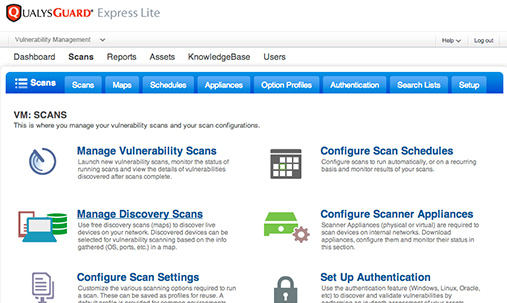 QUALYSGUARD® Express Lite
Vulnerability Management
Help Log out
Dashboard Scans Reports Assets KnowledgeBase Users
Scans Scans Maps Schedules Appliances Option Profiles Authentication Search Lists Setup
VM: SCANS
This is where you manage your vulnerability scans and your scan configurations.
Manage Vulnerability Scans
Launch new vulnerability scans, monitor the status of
running scans and view the details of vulnerabilities
discovered after scans complete.
Configure Scan Schedules
Configure scans to run automatically, or on a recurring
basis and monitor results of your scans.
Manage Discovery Scans
Use free discovery scans (maps) to discover live
devices on your network. Discovered devices can be
selected for vulnerability scanning based on the info
gathered (OS, ports, etc.) in a map.
Configure Scanner Appliances
Scanner Appliances (physical or virtual) are required to
scan devices on internal networks. Download
appliances, configure them and monitor their status in
this section.
Configure Scan Settings
Customize the various scanning options required to
run a scan. These can be saved as profiles for reuse. A
Set Up Authentication
Use the authentication feature (Windows, Linux, Oracle,
etc) to discover and validate vulnerabilities by